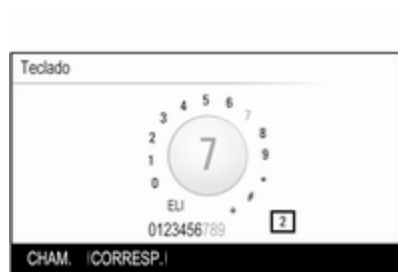 Teclado
0 1 2 3 4 5 6 7 8 9 * # +
7
ELI
0123456789
2
CHAM. |CORRESP.|